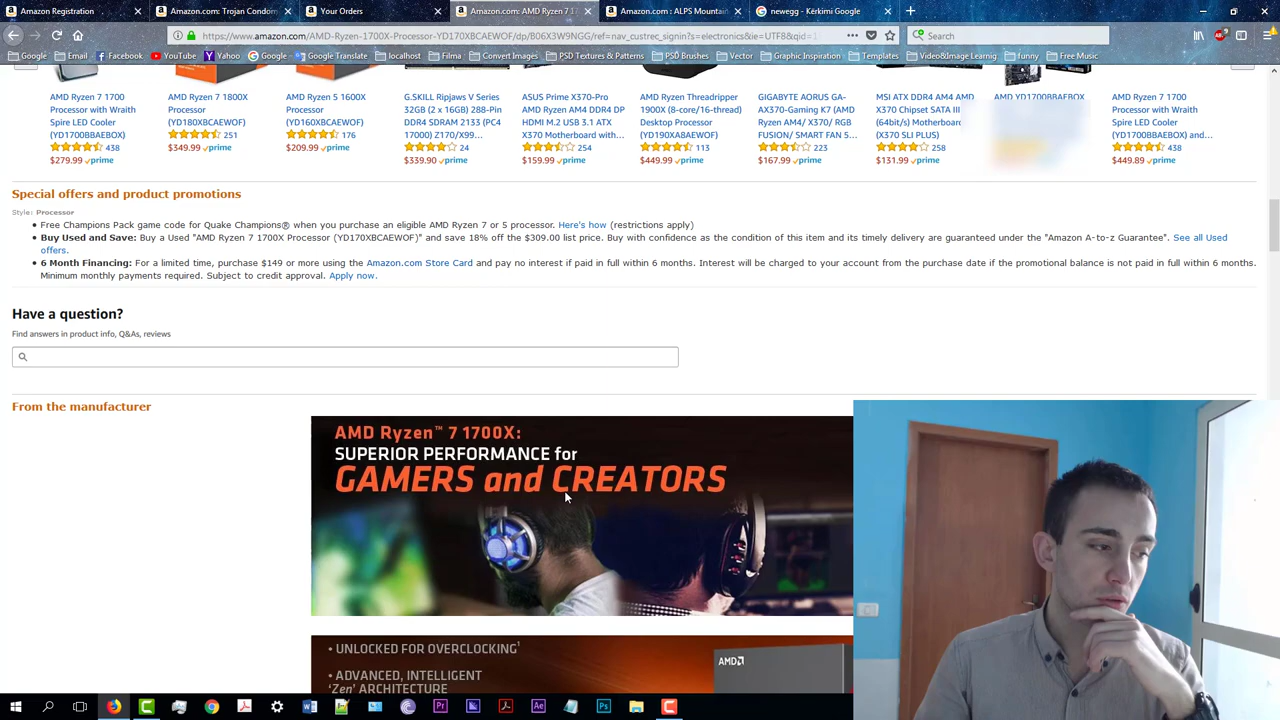 Amazon Registration
Amazon.com: Trojan Condom
Your Orders
Amazon.com: AMD Ryzen 7 17
Amazon.com : ALPS Mountain
newegg - Kërkimi Google
https://www.amazon.com/AMD-Ryzen-1700X-Processor-YD170XBCAEWOF/dp/B06X3W9NGG/ref=nav_custrec_signin?s=electronics&ie=UTF8&qid=1
Search
Google Email Facebook YouTube Yahoo Google Google Translate localhost Filma Convert Images PSD Textures & Patterns PSD Brushes Vector Graphic Inspiration Templates Video&Image Learnig funny Free Music
AMD Ryzen 7 1700
Processor with Wraith
Spire LED Cooler
(YD1700BBAEBOX)
438
$279.99 prime
AMD Ryzen 7 1800X
Processor
(YD180XBCAEWOF)
251
$349.99 prime
AMD Ryzen 5 1600X
Processor
(YD160XBCAEWOF)
176
$209.99 prime
G.SKILL Ripjaws V Series
32GB (2 x 16GB) 288-Pin
DDR4 SDRAM 2133 (PC4
17000) Z170/X99...
24
$339.90 prime
ASUS Prime X370-Pro
AMD Ryzen AM4 DDR4 DP
HDMI M.2 USB 3.1 ATX
X370 Motherboard with...
254
$159.99 prime
AMD Ryzen Threadripper
1900X (8-core/16-thread)
Desktop Processor
(YD190XA8AEWOF)
113
$449.99 prime
GIGABYTE AORUS GA-
AX370-Gaming K7 (AMD
Ryzen AM4/ X370/ RGB
FUSION/ SMART FAN 5...
223
$167.99 prime
MSI ATX DDR4 AM4 AMD
X370 Chipset SATA III
(64bit/s) Motherboard
(X370 SLI PLUS)
258
$131.99 prime
AMD YD1700BBAEBOX
AMD Ryzen 7 1700
Processor with Wraith
Spire LED Cooler
(YD1700BBAEBOX) and...
438
$449.89 prime
Special offers and product promotions
Style: Processor
• Free Champions Pack game code for Quake Champions® when you purchase an eligible AMD Ryzen 7 or 5 processor. Here's how (restrictions apply)
• Buy Used and Save: Buy a Used "AMD Ryzen 7 1700X Processor (YD170XBCAEWOF)" and save 18% off the $309.00 list price. Buy with confidence as the condition of this item and its timely delivery are guaranteed under the "Amazon A-to-z Guarantee". See all Used
offers.
• 6 Month Financing: For a limited time, purchase $149 or more using the Amazon.com Store Card and pay no interest if paid in full within 6 months. Interest will be charged to your account from the purchase date if the promotional balance is not paid in full within 6 months.
Minimum monthly payments required. Subject to credit approval. Apply now.
Have a question?
Find answers in product info, Q&As, reviews
From the manufacturer
AMD Ryzen™ 7 1700X:
SUPERIOR PERFORMANCE for
GAMERS and CREATORS
• UNLOCKED FOR OVERCLOCKING1
• ADVANCED, INTELLIGENT
'Zen' ARCHITECTURE
AMD